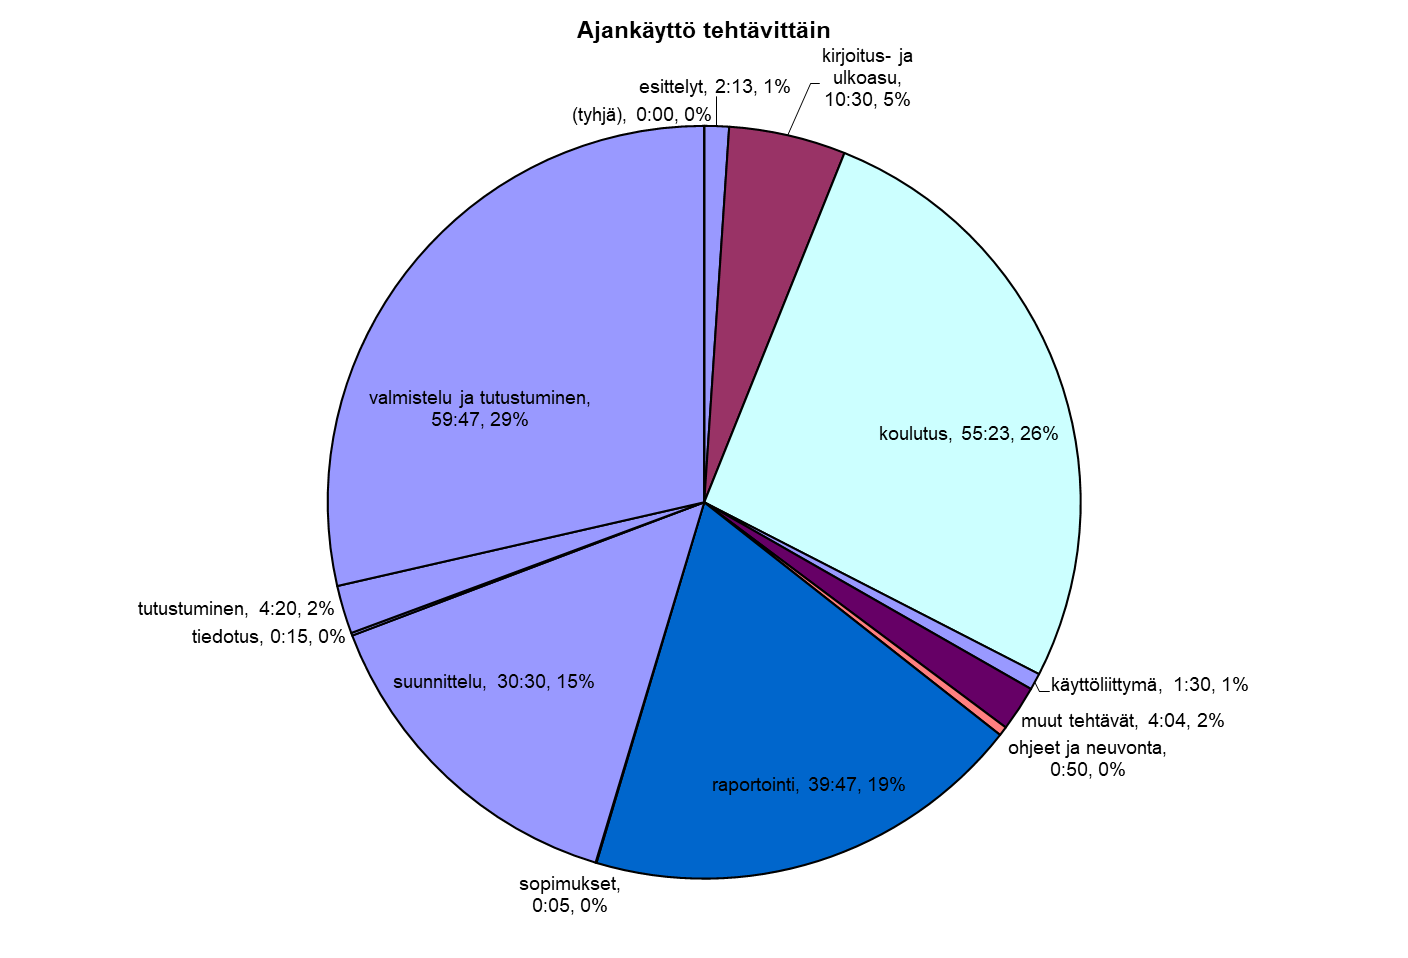 Ajankäyttö tehtävittäin
kirjoitus- ja
ulkoasu,
10:30, 5%
esittelyt, 2:13, 1%
(tyhjä), 0:00, 0%
valmistelu ja tutustuminen,
59:47, 29%
koulutus, 55:23, 26%
tutustuminen, 4:20, 2%
tiedotus, 0:15, 0%
suunnittelu, 30:30, 15%
käyttöliittymä, 1:30, 1%
muut tehtävät, 4:04, 2%
ohjeet ja neuvonta,
0:50, 0%
raportointi, 39:47, 19%
sopimukset,
0:05, 0%